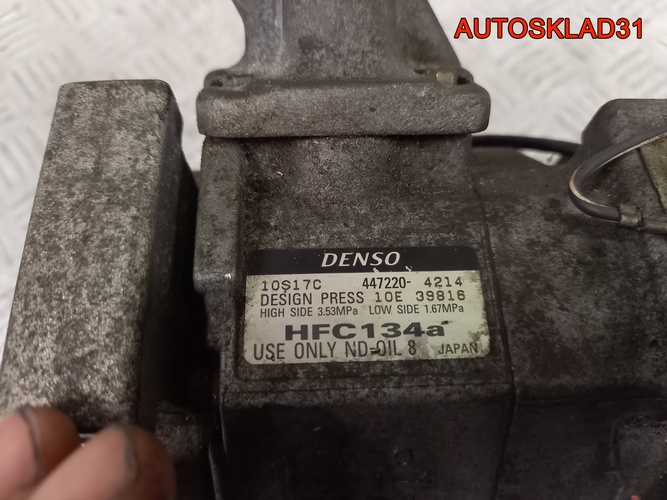 AUTOSKLAD31
DENSO
10S17C 447220- 4214
DESIGN PRESS 10E 39816
HIGH SIDE 3.53MPa LOW SIDE 1.67MPa
HFC134a
USE ONLY ND-OIL 8 JAPAN